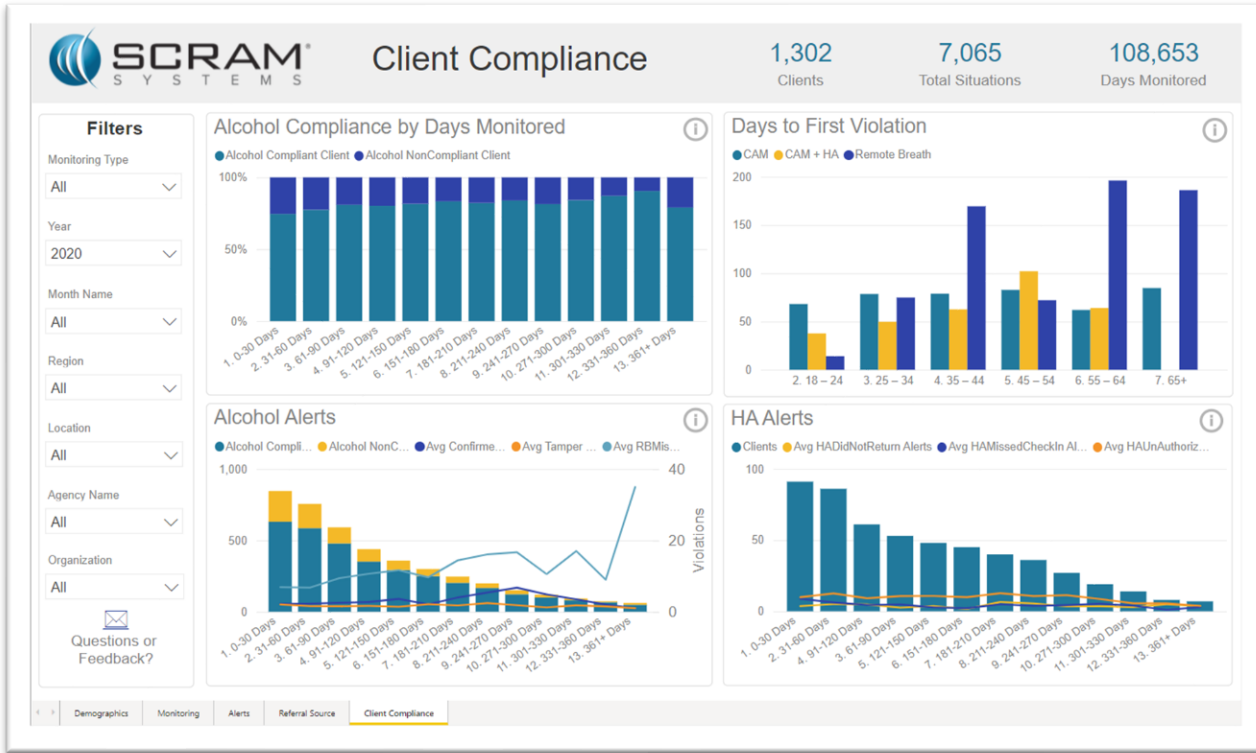 SCRAM
SYSTEMS
Client Compliance
1,302
Clients
7,065
Total Situations
108,653
Days Monitored
Filters
Monitoring Type
All
Year
2020
Month Name
All
Region
All
Location
All
Agency Name
All
Organization
All
Questions or
Feedback?
Alcohol Compliance by Days Monitored
Alcohol Compliant Client Alcohol NonCompliant Client
100%
50%
0%
1. 0-30 Days
2. 31-60 Days
3. 61-90 Days
4. 91-120 Days
5. 121-150 Days
6. 151-180 Days
7. 181-210 Days
8. 211-240 Days
9. 241-270 Days
10. 271-300 Days
11. 301-330 Days
12. 331-360 Days
13. 361+ Days
Days to First Violation
CAM CAM + HA Remote Breath
200
150
100
50
0
2. 18 – 24
3. 25 – 34
4. 35 – 44
5. 45 – 54
6. 55 – 64
7. 65+
Alcohol Alerts
Alcohol Compli... Alcohol NonC... Avg Confirme... Avg Tamper ... Avg RBMis...
1,000
500
0
40
20
0
Violations
1. 0-30 Days
2. 31-60 Days
3. 61-90 Days
4. 91-120 Days
5. 121-150 Days
6. 151-180 Days
7. 181-210 Days
8. 211-240 Days
9. 241-270 Days
10. 271-300 Days
11. 301-330 Days
12. 331-360 Days
13. 361+ Days
HA Alerts
Clients Avg HADidNotReturn Alerts Avg HAMissedCheckIn Al... Avg HAUnAuthoriz...
100
50
0
1. 0-30 Days
2. 31-60 Days
4. 91-120 Days
3. 61-90 Days
5. 121-150 Days
6. 151-180 Days
7. 181-210 Days
8. 211-240 Days
9. 241-270 Days
10. 271-300 Days
11. 301-330 Days
12. 331-360 Days
13. 361+ Days
Demographics
Monitoring
Alerts
Referral Source
Client Compliance